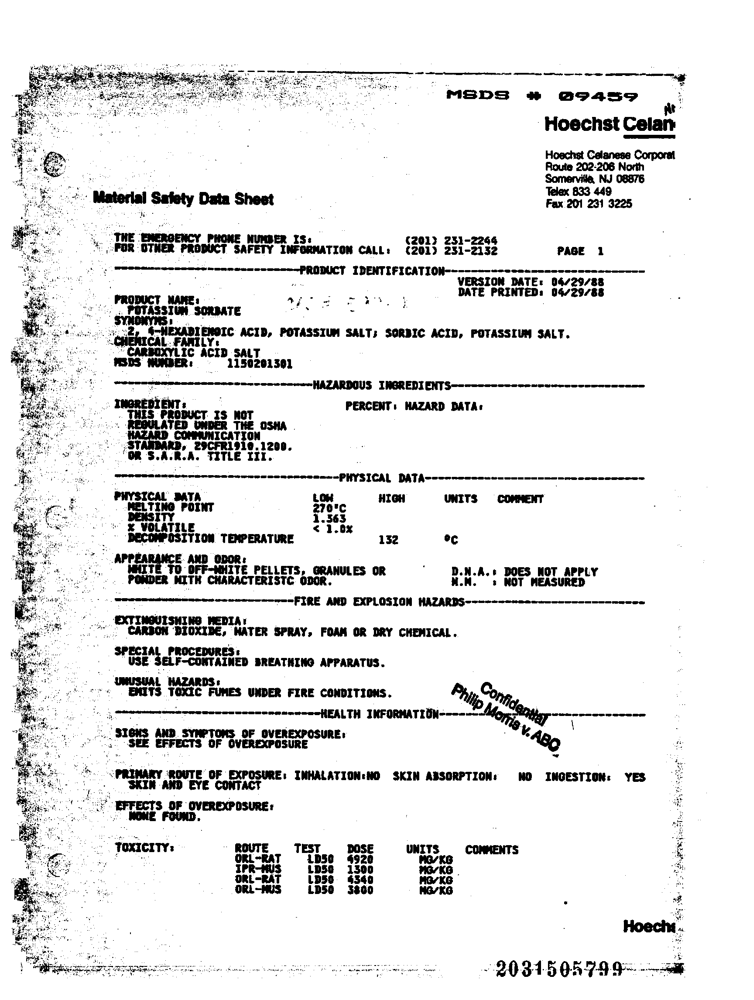 MSDS # 09459
Hoechst Celan
Hoechst Celanese Corporat
Route 202-206 North
Somerville, NJ 08876
Telex 833 449
Fax 201 231 3225
Material Safety Data Sheet
THE EMERGENCY PHONE NUMBER IS: (201) 231-2244
FOR OTHER PRODUCT SAFETY INFORMATION CALL: (201) 231-2132 PAGE 1
PRODUCT IDENTIFICATION
VERSION DATE: 04/29/88
DATE PRINTED: 04/29/88
PRODUCT NAME:
POTASSIUM SORBATE
SYNONYMS:
2, 4-HEXADIENOIC ACID, POTASSIUM SALT; SORBIC ACID, POTASSIUM SALT.
CHEMICAL FAMILY:
CARBOXYLIC ACID SALT
MSDS NUMBER: 1150201301
HAZARDOUS INGREDIENTS
INGREDIENT: PERCENT: HAZARD DATA:
THIS PRODUCT IS NOT
REGULATED UNDER THE OSHA
HAZARD COMMUNICATION
STANDARD, 29CFR1910.1200.
OR S.A.R.A. TITLE III.
PHYSICAL DATA
PHYSICAL DATA LOW HIGH UNITS COMMENT
MELTING POINT 270°C
DENSITY 1.363
% VOLATILE < 1.0%
DECOMPOSITION TEMPERATURE 132 °C
APPEARANCE AND ODOR:
WHITE TO OFF-WHITE PELLETS, GRANULES OR D.N.A.: DOES NOT APPLY
POWDER WITH CHARACTERISTC ODOR. N.M. : NOT MEASURED
FIRE AND EXPLOSION HAZARDS
EXTINGUISHING MEDIA:
CARBON DIOXIDE, WATER SPRAY, FOAM OR DRY CHEMICAL.
SPECIAL PROCEDURES:
USE SELF-CONTAINED BREATHING APPARATUS.
UNUSUAL HAZARDS:
EMITS TOXIC FUMES UNDER FIRE CONDITIONS.
Confidential
Philip Morris v. ABC
HEALTH INFORMATION
SIGNS AND SYMPTOMS OF OVEREXPOSURE:
SEE EFFECTS OF OVEREXPOSURE
PRIMARY ROUTE OF EXPOSURE: INHALATION:NO SKIN ABSORPTION: NO INGESTION: YES
SKIN AND EYE CONTACT
EFFECTS OF OVEREXPOSURE:
NONE FOUND.
TOXICITY: ROUTE TEST DOSE UNITS COMMENTS
ORL-RAT LD50 4920 MG/KG
IPR-MUS LD50 1300 MG/KG
ORL-RAT LD50 4340 MG/KG
ORL-MUS LD50 3800 MG/KG
Hoechs
2031505799